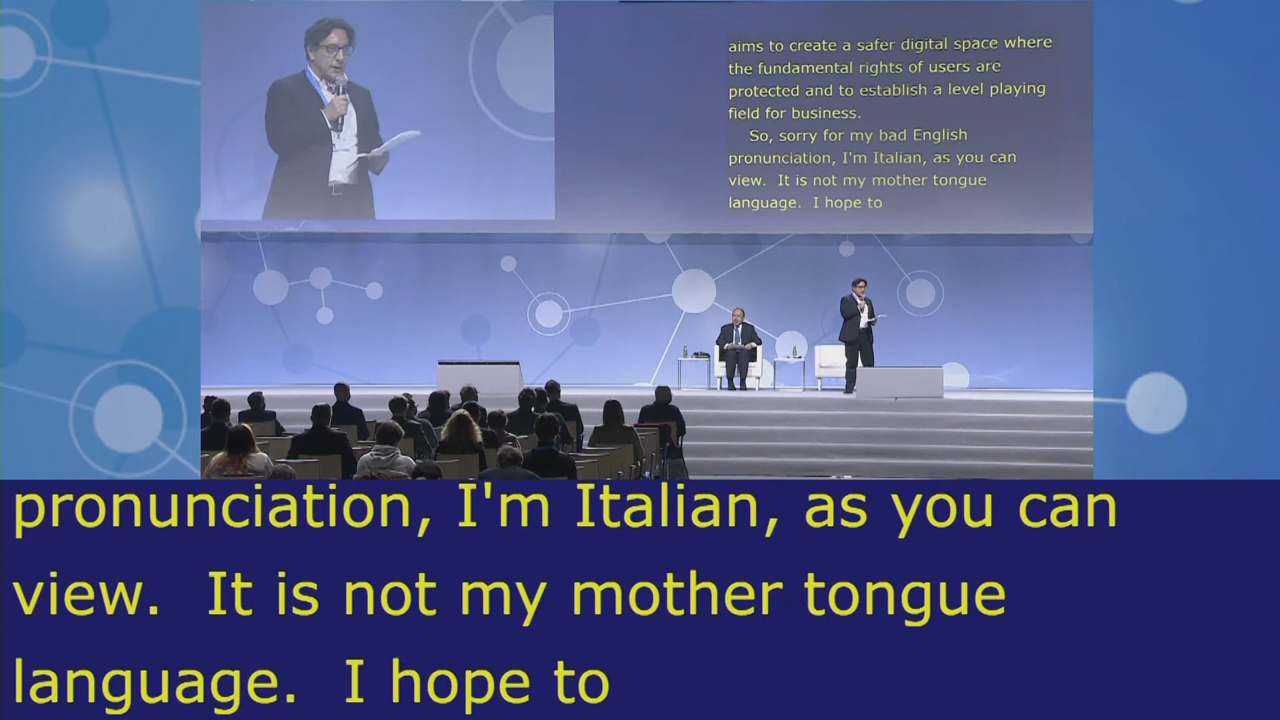 aims to create a safer digital space where
the fundamental rights of users are
protected and to establish a level playing
field for business.
So, sorry for my bad English
pronunciation, I'm Italian, as you can
view.  It is not my mother tongue
language.  I hope to
pronunciation, I'm Italian, as you can
view.  It is not my mother tongue
language.  I hope to